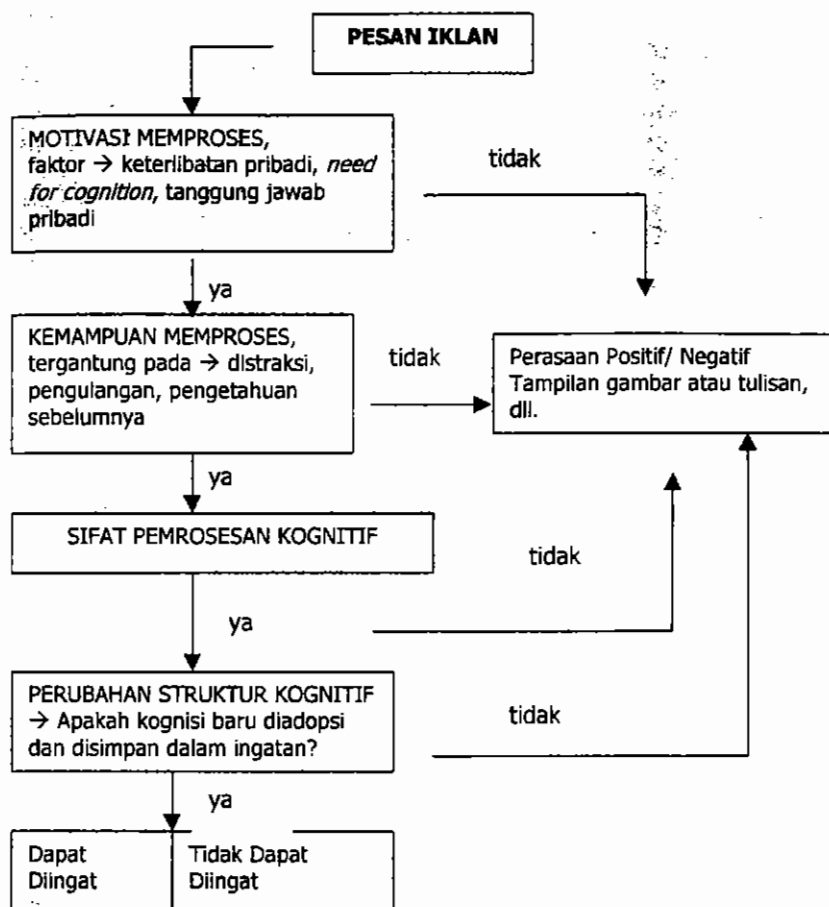 PESAN IKLAN
MOTIVASI MEMPROSES,
faktor → keterlibatan pribadi, need
for cognition, tanggung jawab
pribadi
tidak
ya
KEMAMPUAN MEMPROSES,
tergantung pada → distraksi,
pengulangan, pengetahuan
sebelumnya
tidak
Perasaan Positif/ Negatif
Tampilan gambar atau tulisan,
dll.
ya
SIFAT PEMROSESAN KOGNITIF
tidak
ya
PERUBAHAN STRUKTUR KOGNITIF
→ Apakah kognisi baru diadopsi
dan disimpan dalam ingatan?
tidak
ya
Dapat
Diingat
Tidak Dapat
Diingat